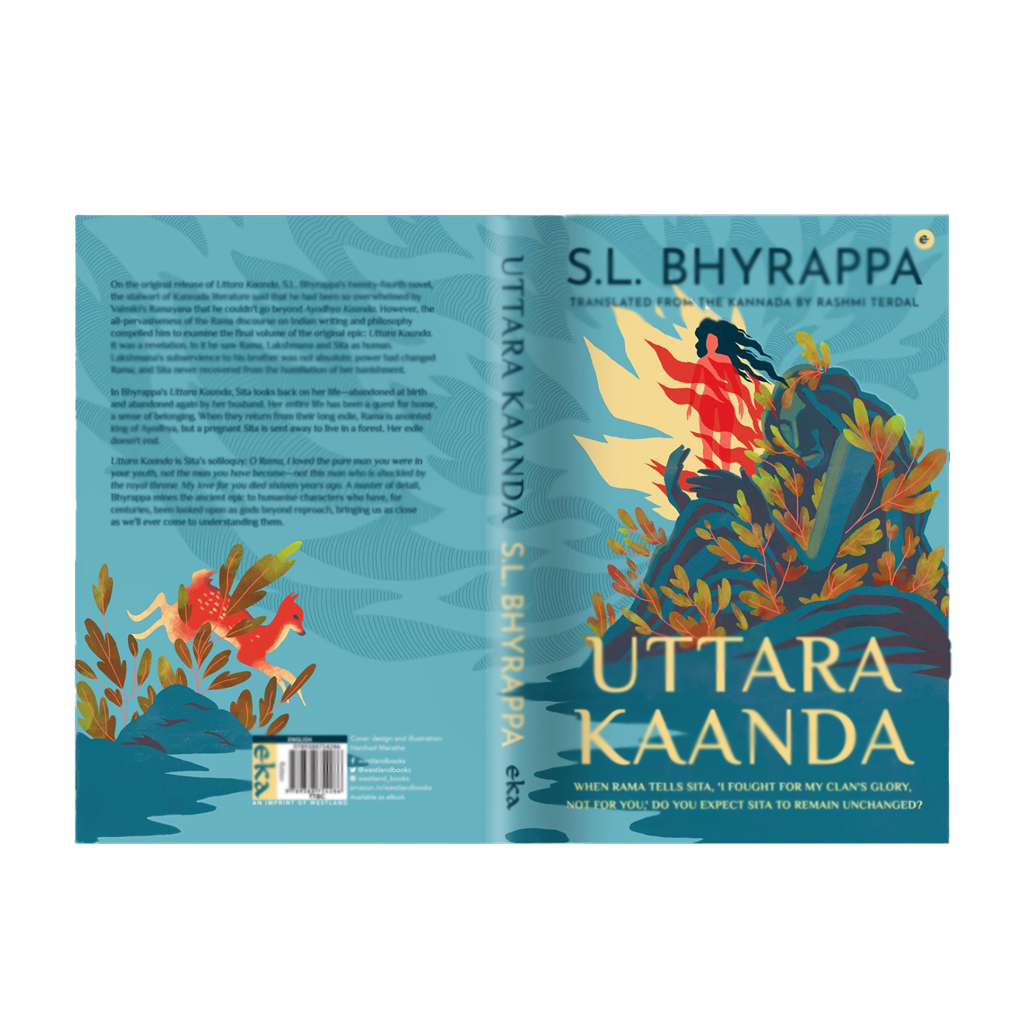 On the original release of Uttara Kaanda, S.L. Bhyrappa's twenty-fourth novel,
the stalwart of Kannada literature said that he had been so overwhelmed by
Valmiki's Ramayana that he couldn't go beyond Ayodhya Kaanda. However, the
all-pervasiveness of the Rama discourse on Indian writing and philosophy
compelled him to examine the final volume of the original epic: Uttara Kaanda.
It was a revelation. In it he saw Rama, Lakshmana and Sita as human.
Lakshmana's subservience to his brother was not absolute, power had changed
Rama, and Sita never recovered from the humiliation of her banishment.
In Bhyrappa's Uttara Kaanda, Sita looks back on her life—abandoned at birth
and abandoned again by her husband. Her entire life has been a quest for home,
a sense of belonging. When they return from their long exile, Rama is anointed
king of Ayodhya, but a pregnant Sita is sent away to live in a forest. Her exile
doesn't end.
Uttara Kaanda is Sita's soliloquy: O Rama, I loved the pure man you were in
your youth, not the man you have become—not this man who is shackled by
the royal throne. My love for you died sixteen years ago. A master of detail,
Bhyrappa mines the ancient epic to humanise characters who have, for
centuries, been looked upon as gods beyond reproach, bringing us as close
as we'll ever come to understanding them.
ENGLISH
eka
Fiction
AN IMPRINT OF WESTLAND
Cover design and illustration:
Harshad Marathe
westlandbooks
@westlandbooks
westland_books
amazon.in/westlandbooks
Available as eBook
UTTARA KAANDA S.L. BHYRAPPA eka
e
S.L. BHYRAPPA
TRANSLATED FROM THE KANNADA BY RASHMI TERDAL
UTTARA
KAANDA
WHEN RAMA TELLS SITA, 'I FOUGHT FOR MY CLAN'S GLORY,
NOT FOR YOU,' DO YOU EXPECT SITA TO REMAIN UNCHANGED?